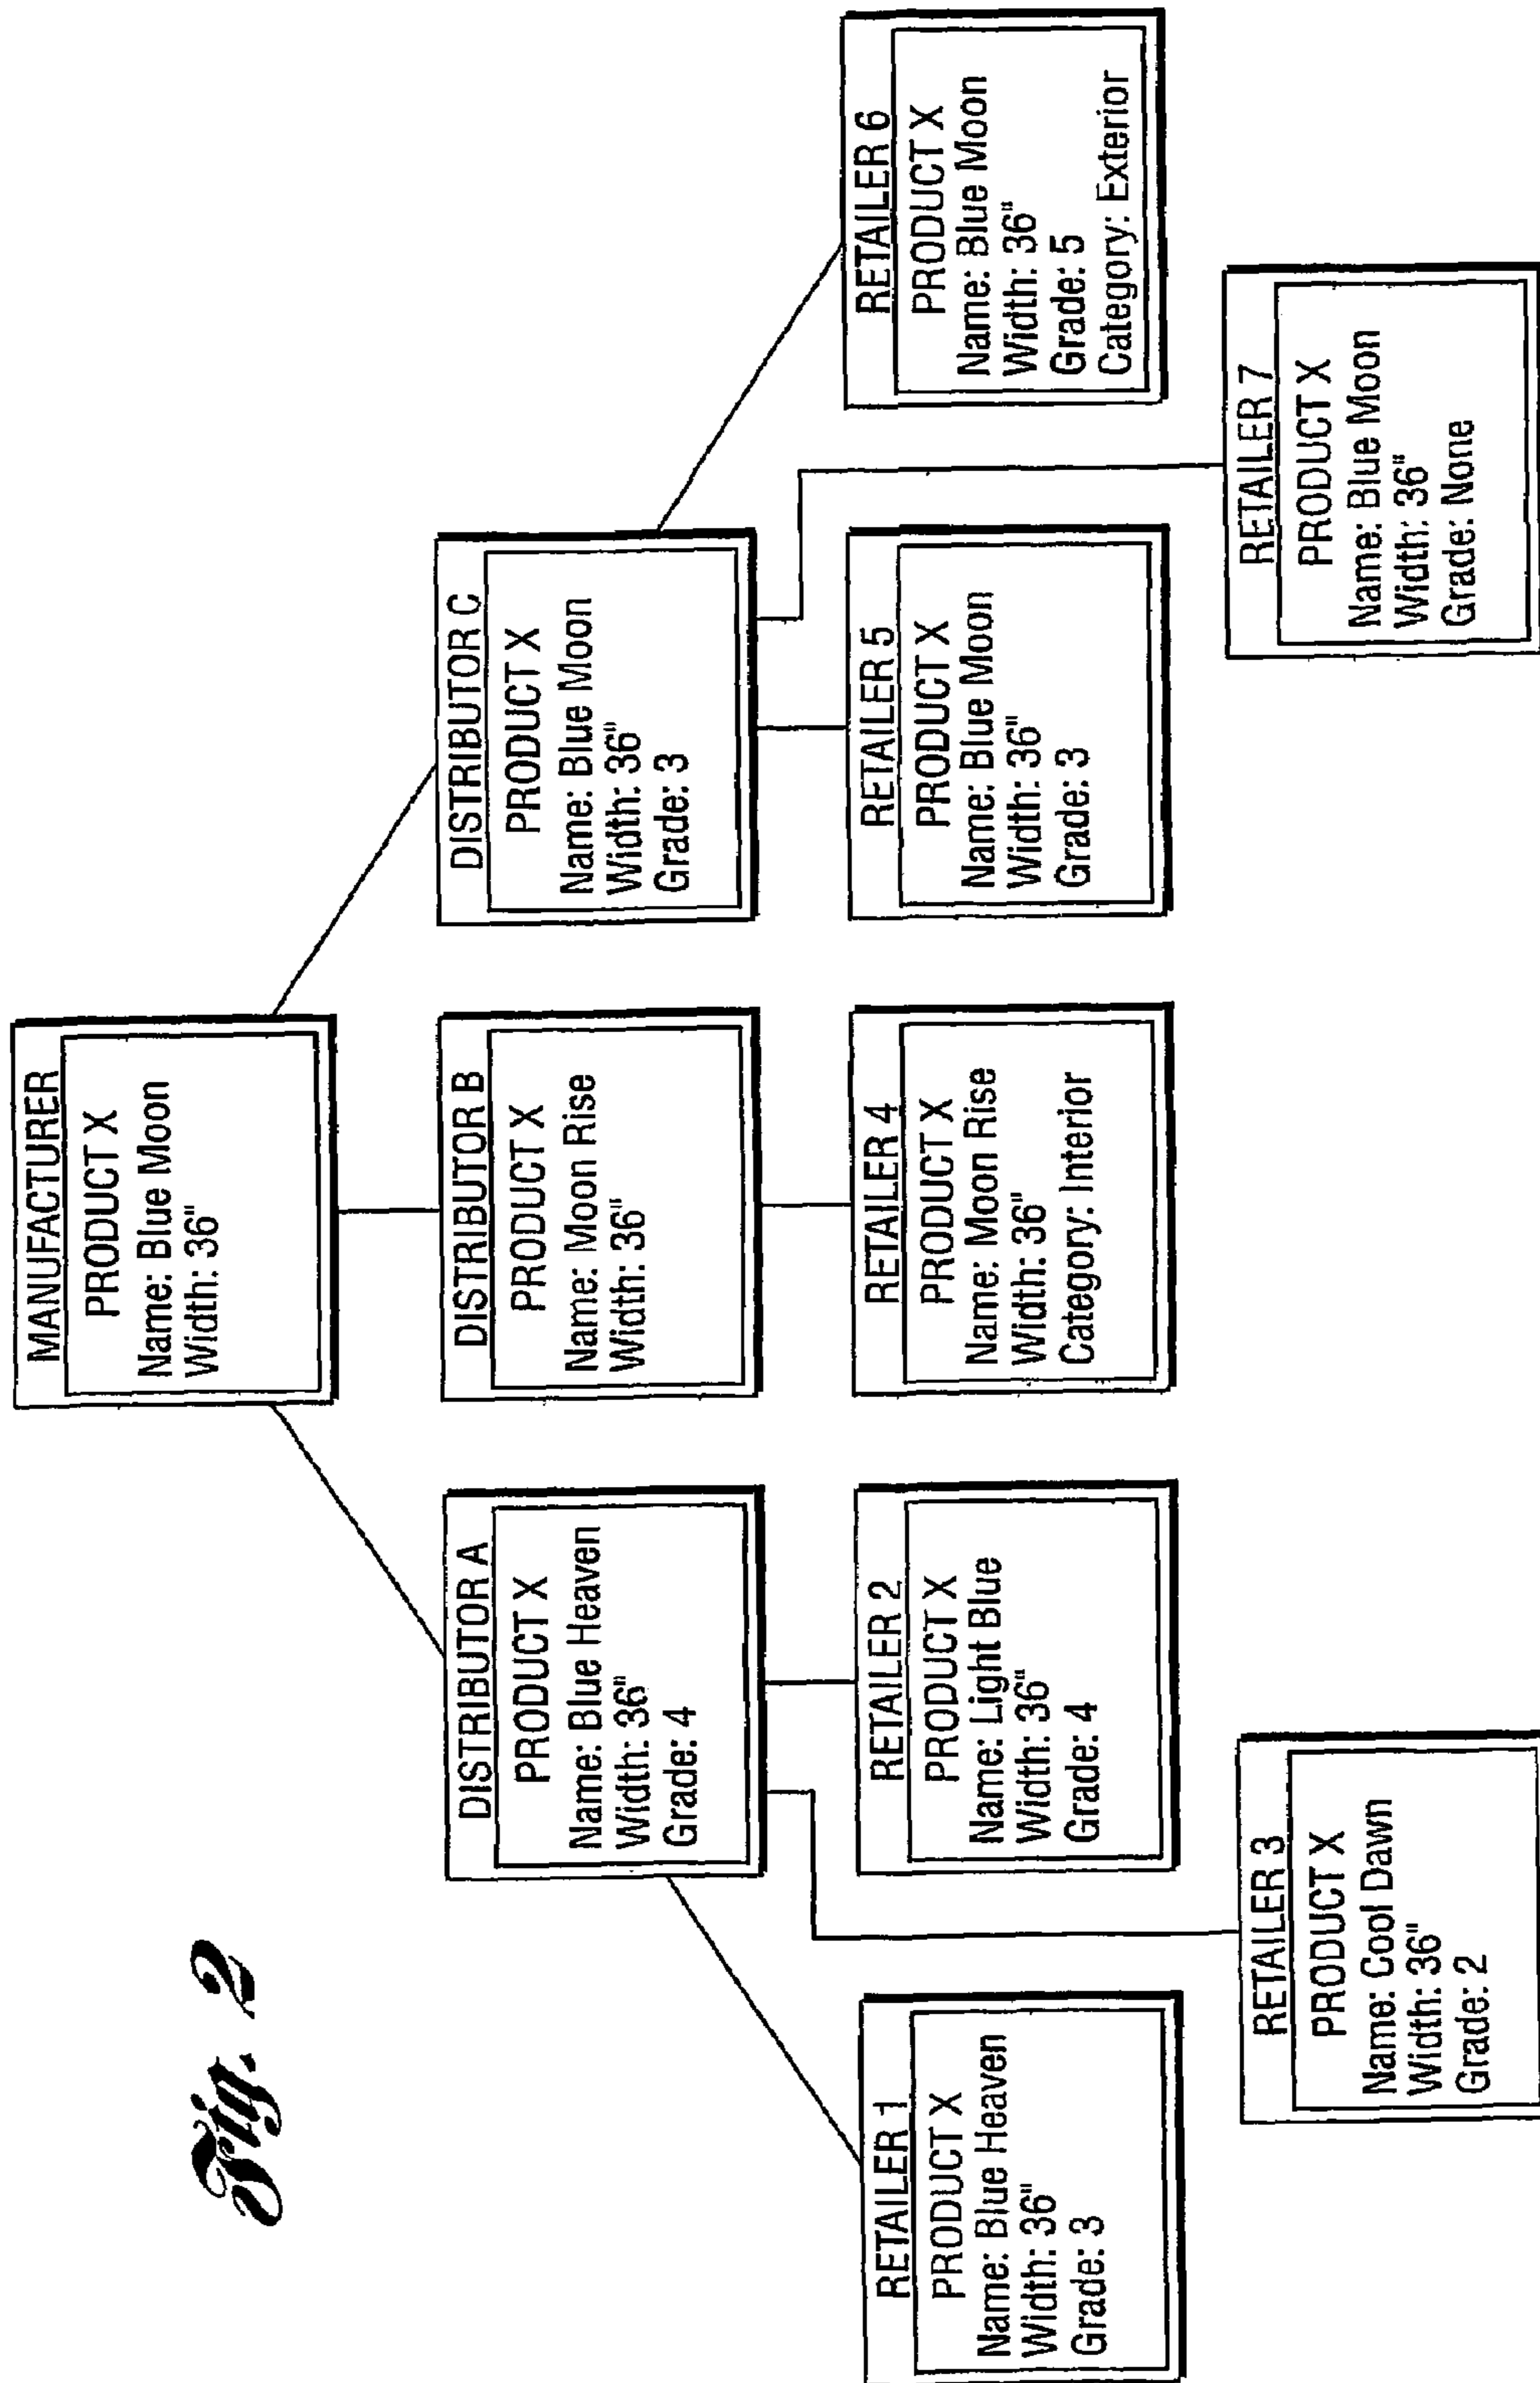 Fig. 2
MANUFACTURER
PRODUCT X
Name: Blue Moon
Width: 36"
DISTRIBUTOR A
PRODUCT X
Name: Blue Heaven
Width: 36"
Grade: 4
DISTRIBUTOR B
PRODUCT X
Name: Moon Rise
Width: 36"
DISTRIBUTOR C
PRODUCT X
Name: Blue Moon
Width: 36"
Grade: 3
RETAILER 1
PRODUCT X
Name: Blue Heaven
Width: 36"
Grade: 3
RETAILER 2
PRODUCT X
Name: Light Blue
Width: 36"
Grade: 4
RETAILER 4
PRODUCT X
Name: Moon Rise
Width: 36"
Category: Interior
RETAILER 5
PRODUCT X
Name: Blue Moon
Width: 36"
Grade: 3
RETAILER 6
PRODUCT X
Name: Blue Moon
Width: 36"
Grade: 5
Category: Exterior
RETAILER 3
PRODUCT X
Name: Cool Dawn
Width: 36"
Grade: 2
RETAILER 7
PRODUCT X
Name: Blue Moon
Width: 36"
Grade: None